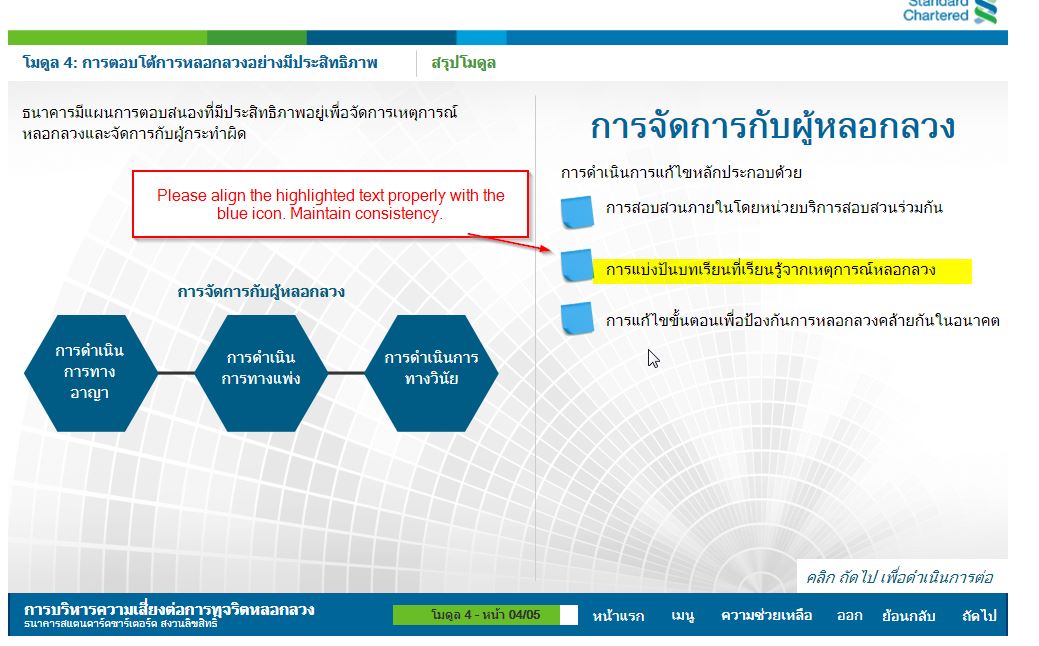 Standard
Chartered
โมดูล 4: การตอบโต้การหลอกลวงอย่างมีประสิทธิภาพ
สรุปโมดูล
ธนาคารมีแผนการตอบสนองที่มีประสิทธิภาพอยู่เพื่อจัดการเหตุการณ์
หลอกลวงและจัดการกับผู้กระทำผิด
Please align the highlighted text properly with the
blue icon. Maintain consistency.
การจัดการกับผู้หลอกลวง
การดำเนิน
การทาง
อาญา
การดำเนิน
การทางแพ่ง
การดำเนินการ
ทางวินัย
การจัดการกับผู้หลอกลวง
การดำเนินการแก้ไขหลักประกอบด้วย
การสอบสวนภายในโดยหน่วยบริการสอบสวนร่วมกัน
การแบ่งปันบทเรียนที่เรียนรู้จากเหตุการณ์หลอกลวง
การแก้ไขขั้นตอนเพื่อป้องกันการหลอกลวงคล้ายกันในอนาคต
คลิก ถัดไป เพื่อดำเนินการต่อ
การบริหารความเสี่ยงต่อการทุจริตหลอกลวง
ธนาคารสแตนดาร์ดชาร์เตอร์ด สงวนลิขสิทธิ์
โมดูล 4 - หน้า 04/05
หน้าแรก เมนู ความช่วยเหลือ ออก ย้อนกลับ ถัดไป